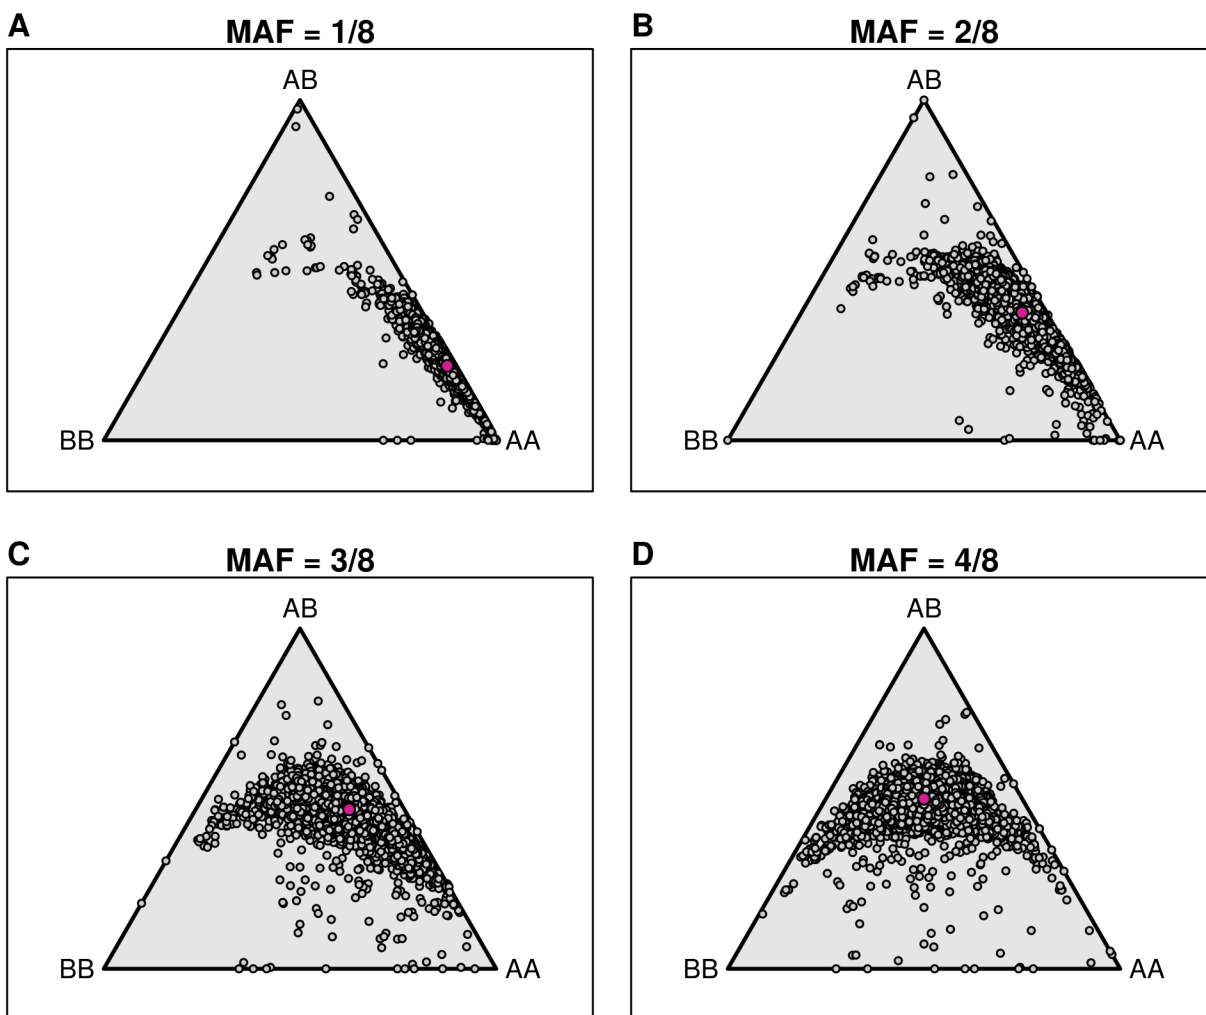 A
MAF = 1/8
AB
BB
AA
B
MAF = 2/8
AB
BB
AA
C
MAF = 3/8
AB
BB
AA
D
MAF = 4/8
AB
BB
AA